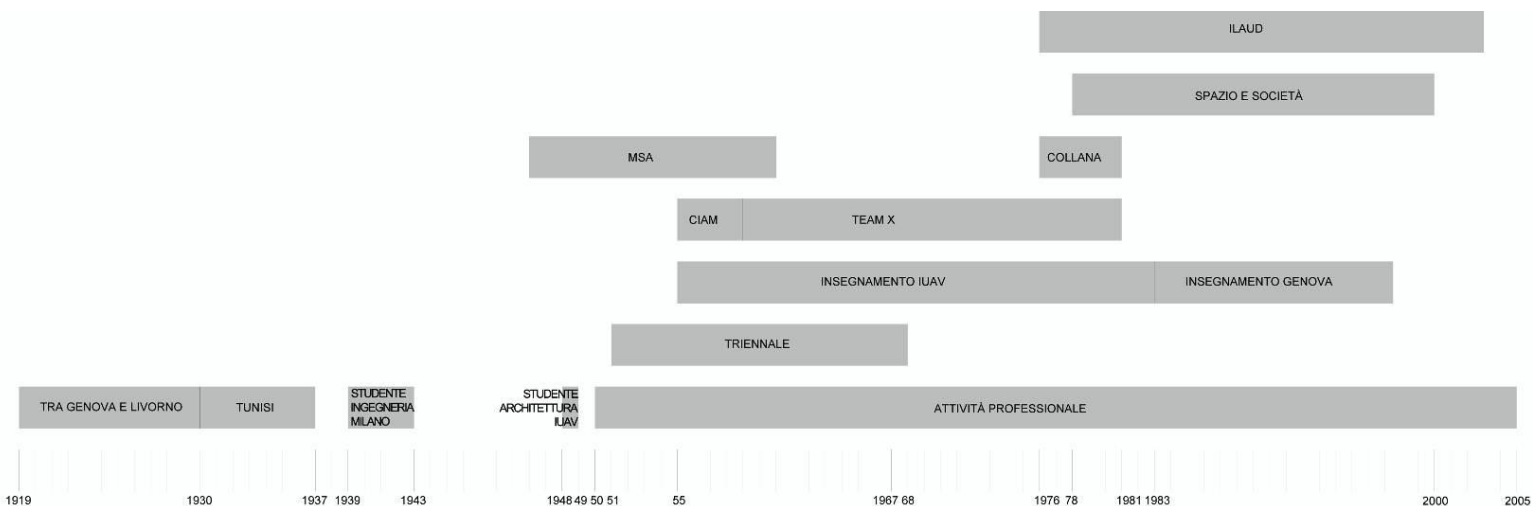 ILAUD
SPAZIO E SOCIETÀ
MSA
COLLANA
CIAM
TEAM X
INSEGNAMENTO IUAV
INSEGNAMENTO GENOVA
TRIENNALE
TRA GENOVA E LIVORNO
TUNISI
STUDENTE
INGEGNERIA
MILANO
STUDENTE
ARCHITETTURA
IUAV
ATTIVITÀ PROFESSIONALE
1919 1930 1937 1939 1943 1948 49 50 51 55 1967 68 1976 78 1981 1983 2000 2005